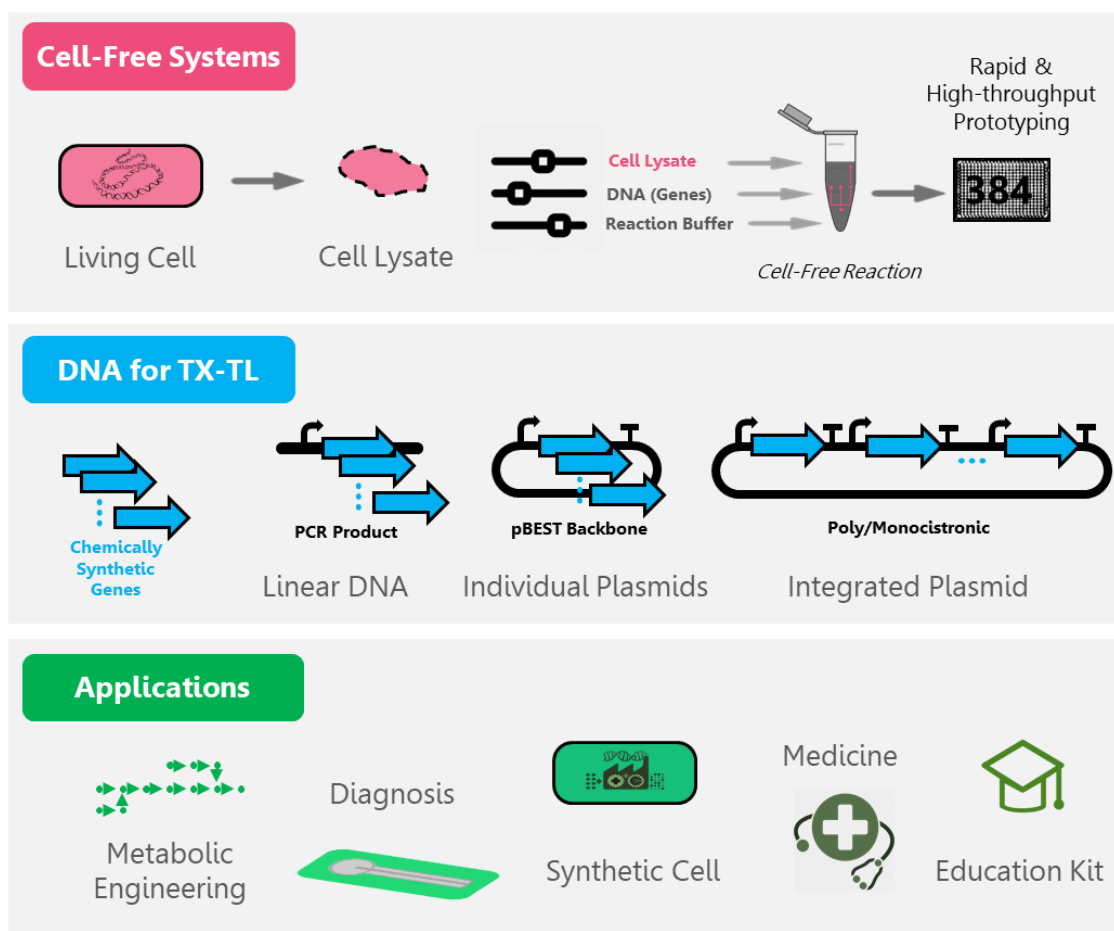 Cell-Free Systems
Rapid &
High-throughput
Prototyping
Cell Lysate
DNA (Genes)
Reaction Buffer
384
Living Cell
Cell Lysate
Cell-Free Reaction
DNA for TX-TL
Chemically
Synthetic
Genes
PCR Product
Linear DNA
pBEST Backbone
Individual Plasmids
Poly/Monocistronic
Integrated Plasmid
Applications
Metabolic
Engineering
Diagnosis
Synthetic Cell
Medicine
Education Kit